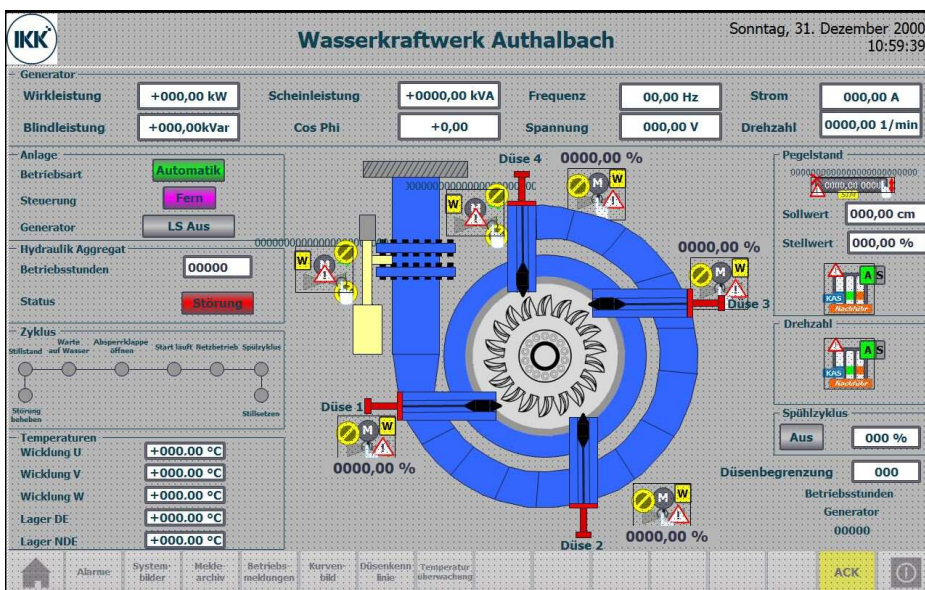 IKK
Wasserkraftwerk Authalbach
Sonntag, 31. Dezember 2000
10:59:39
Generator
Wirkleistung +000,00 kW Scheinleistung +0000,00 kVA Frequenz 00,00 Hz Strom 000,00 A
Blindleistung +000,00kVar Cos Phi +0,00 Spannung 000,00 V Drehzahl 0000,00 1/min
Anlage
Betriebsart Automatik
Steuerung Fern
Generator LS Aus
Hydraulik Aggregat
Betriebsstunden 00000
Status Störung
Zyklus
Stillstand
Warte auf Wasser
Absperrklappe öffnen
Start läuft
Netzbetrieb
Spülzyklus
Störung beheben
Stillsetzen
Temperaturen
Wicklung U +000.00 °C
Wicklung V +000.00 °C
Wicklung W +000.00 °C
Lager DE +000.00 °C
Lager NDE +000.00 °C
Düse 4 0000,00 %
M W
W M
W M
0000,00 %
M W
Düse 3
Düse 1
M W
0000,00 %
M W
0000,00 %
Düse 2
Pegelstand
Sollwert 000,00 cm
Stellwert 000,00 %
A S
KAS
Nachführ
Drehzahl
A S
KAS
Nachführ
Spühlzyklus
Aus 000 %
Düsenbegrenzung 000
Betriebsstunden
Generator
00000
Alarme
System-
bilder
Melde-
archiv
Betriebs-
meldungen
Kurven-
bild
Düsenkenn
linie
Temperatur
überwachung
ACK